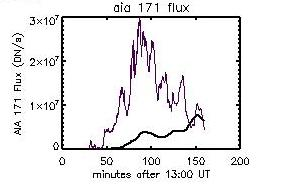 aia 171 flux
3×10⁷
2×10⁷
1×10⁷
0
AIA 171 Flux (DN/s)
0 50 100 150 200
minutes after 13:00 UT